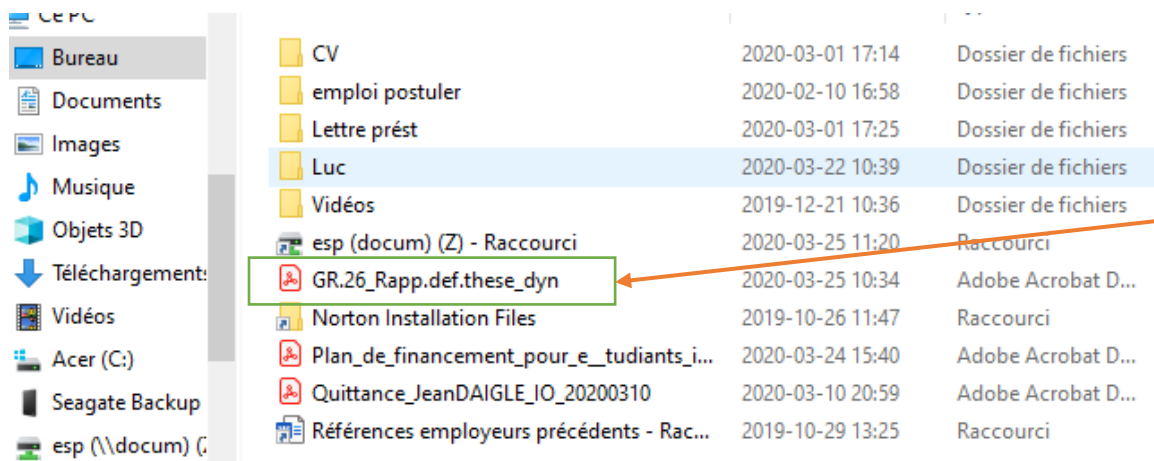 Ce PC
Bureau
Documents
Images
Musique
Objets 3D
Téléchargements
Vidéos
Acer (C:)
Seagate Backup
esp (\\docum) (Z
CV 2020-03-01 17:14 Dossier de fichiers
emploi postuler 2020-02-10 16:58 Dossier de fichiers
Lettre prést 2020-03-01 17:25 Dossier de fichiers
Luc 2020-03-22 10:39 Dossier de fichiers
Vidéos 2019-12-21 10:36 Dossier de fichiers
esp (docum) (Z) - Raccourci 2020-03-25 11:20 Raccourci
GR.26_Rapp.def.these_dyn 2020-03-25 10:34 Adobe Acrobat D...
Norton Installation Files 2019-10-26 11:47 Raccourci
Plan_de_financement_pour_e__tudiants_i... 2020-03-24 15:40 Adobe Acrobat D...
Quittance_JeanDAIGLE_IO_20200310 2020-03-10 20:59 Adobe Acrobat D...
Références employeurs précédents - Rac... 2019-10-29 13:25 Raccourci